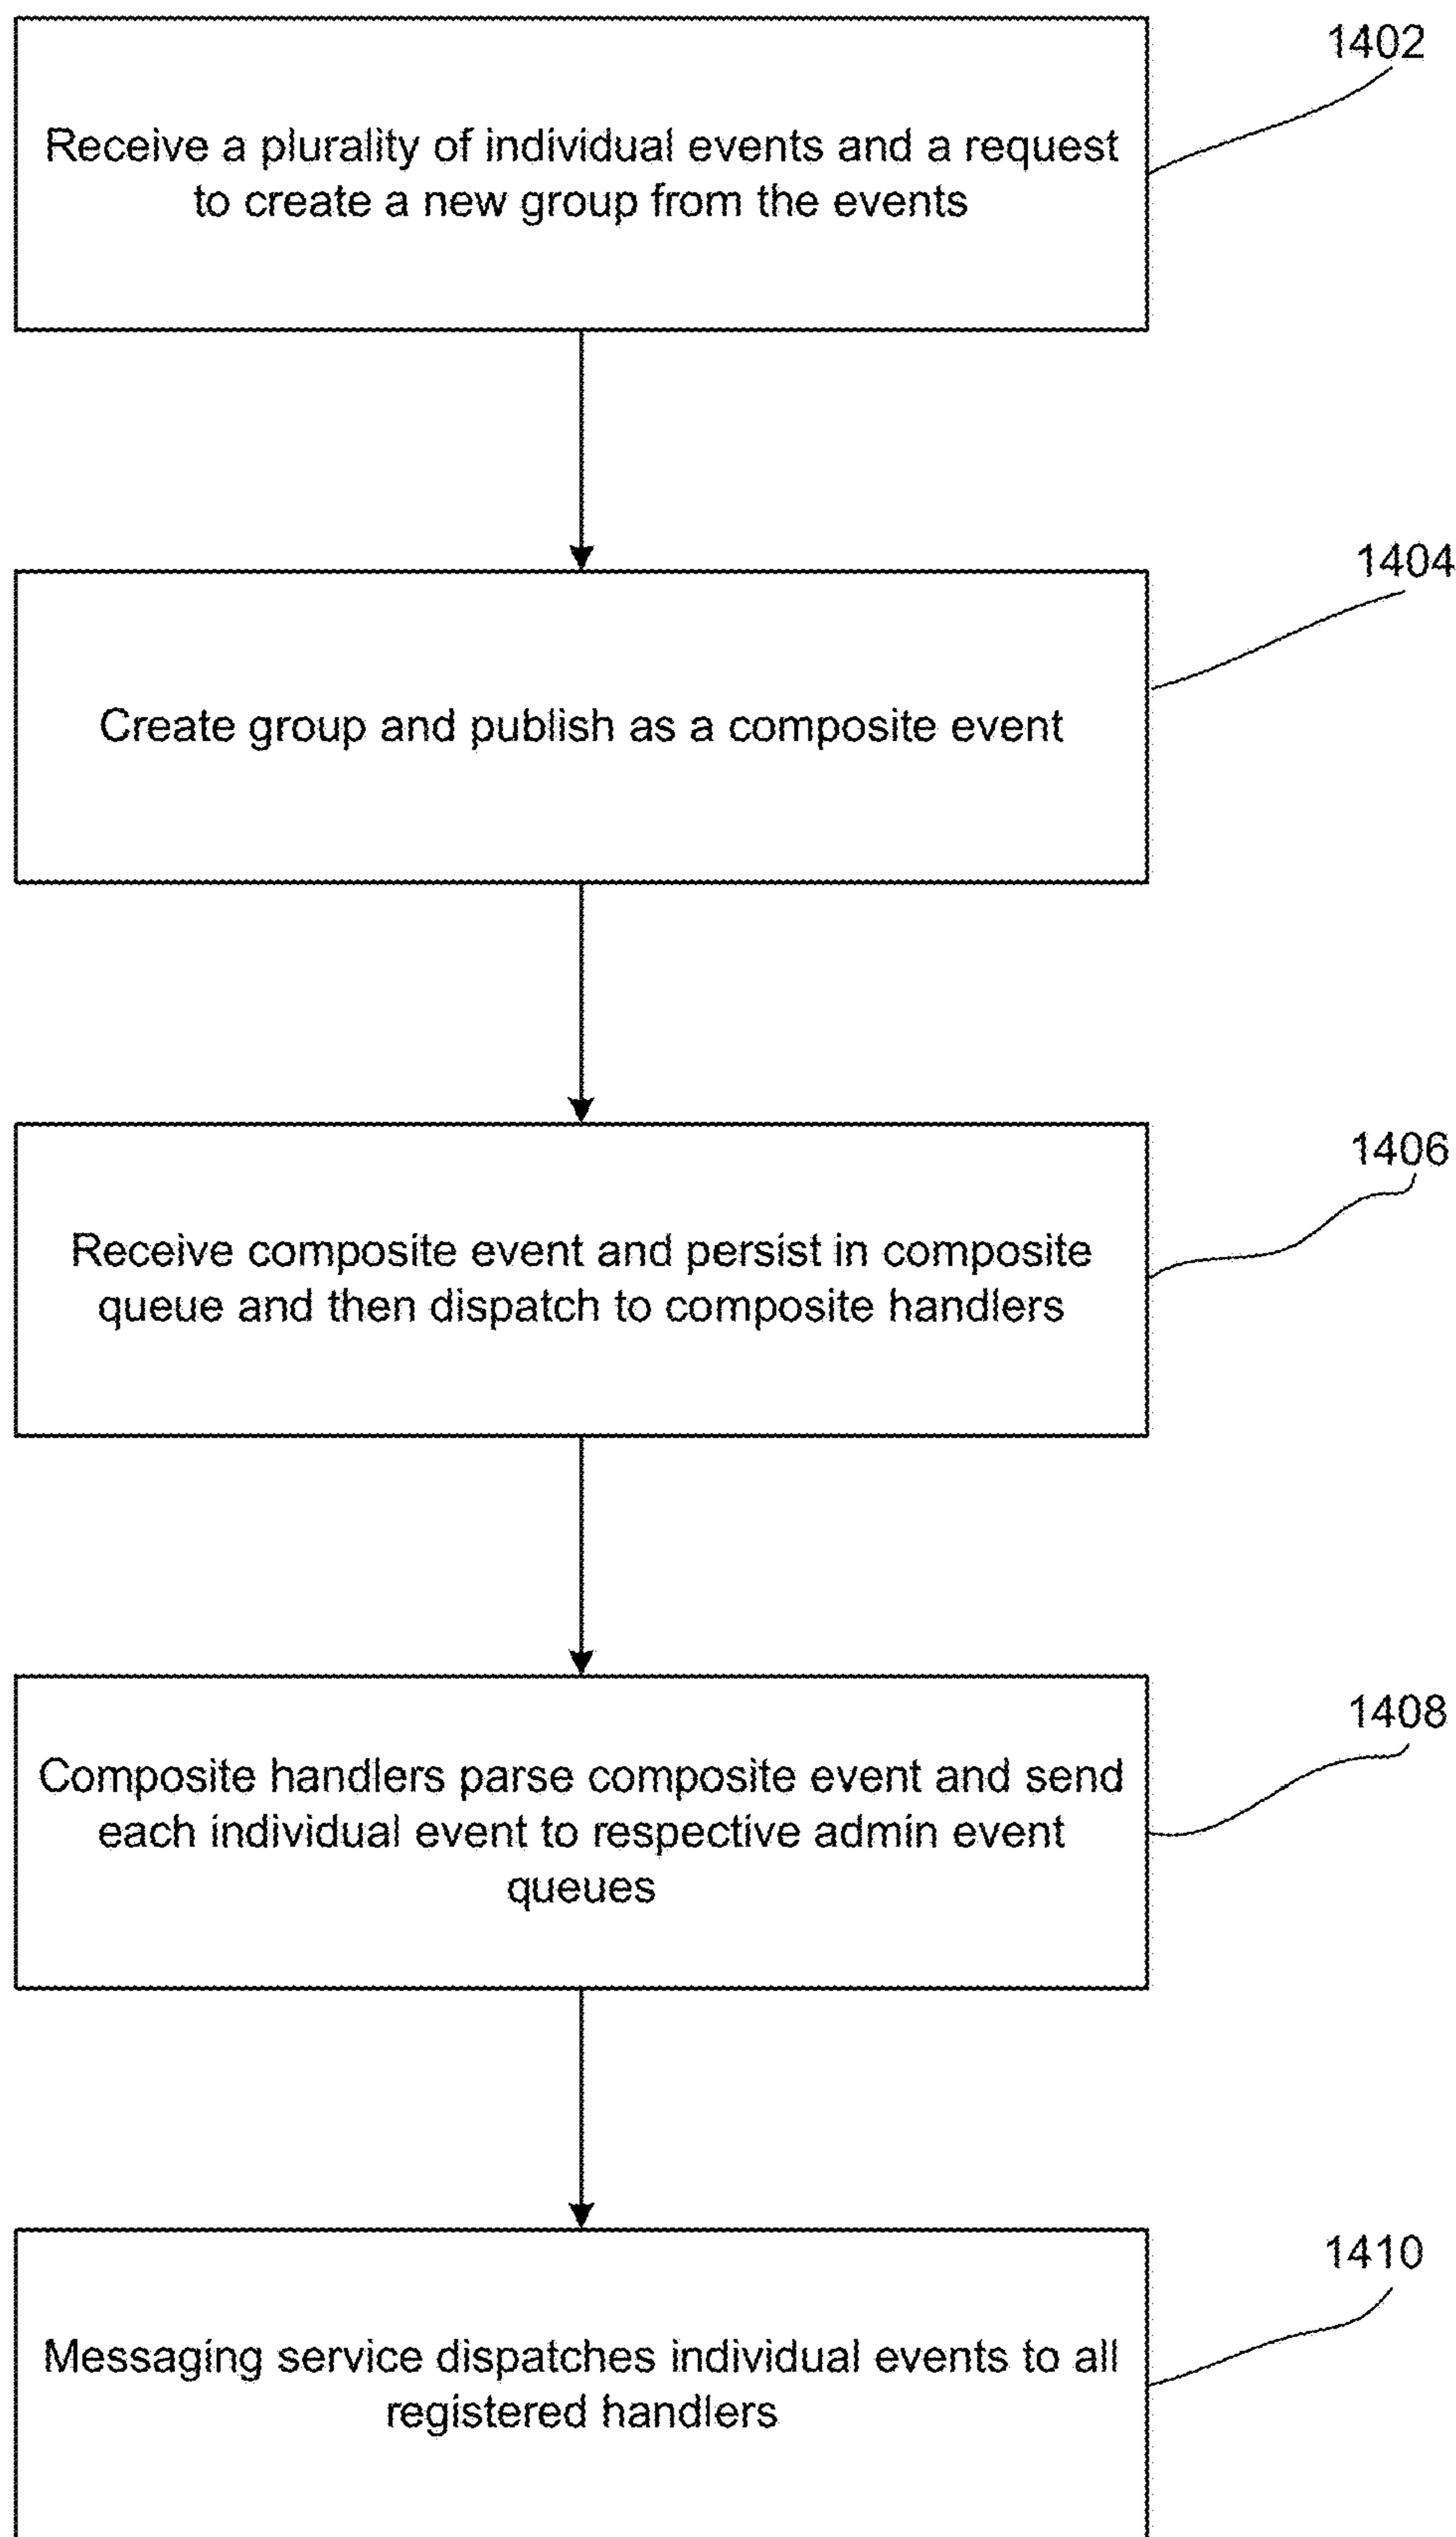 1402
Receive a plurality of individual events and a request
to create a new group from the events
1404
Create group and publish as a composite event
1406
Receive composite event and persist in composite
queue and then dispatch to composite handlers
1408
Composite handlers parse composite event and send
each individual event to respective admin event
queues
1410
Messaging service dispatches individual events to all
registered handlers